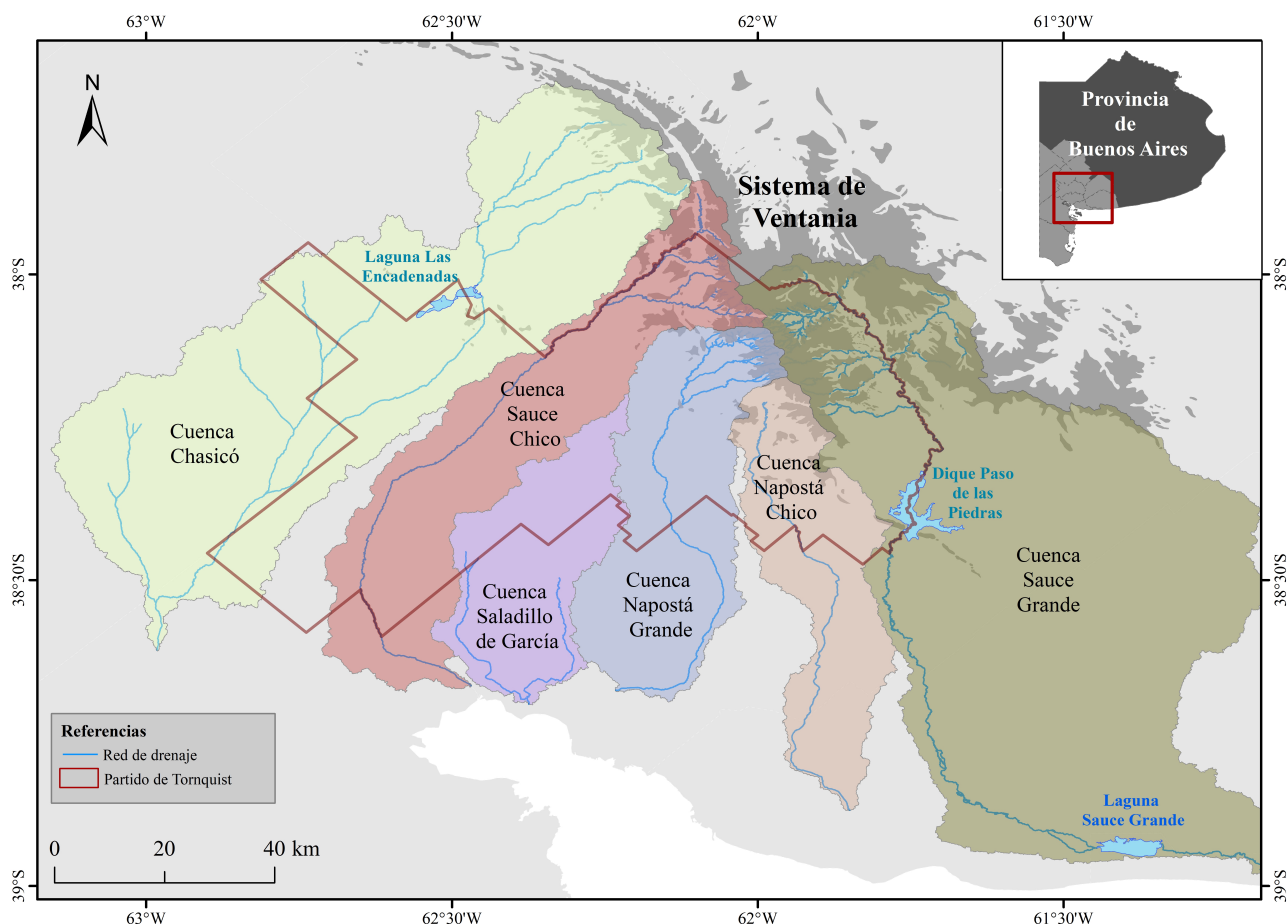 63°W
62°30'W
62°W
61°30'W
N
Provincia
de
Buenos Aires
Sistema de
Ventania
38°S
38°S
Laguna Las
Encadenadas
Cuenca
Sauce
Chico
Cuenca
Chasicó
Cuenca
Napostá
Chico
Dique Paso
de las
Piedras
Cuenca
Sauce
Grande
38°30'S
38°30'S
Cuenca
Saladillo
de García
Cuenca
Napostá
Grande
Referencias
Red de drenaje
Partido de Tornquist
Laguna
Sauce Grande
0
20
40 km
39°S
39°S
63°W
62°30'W
62°W
61°30'W